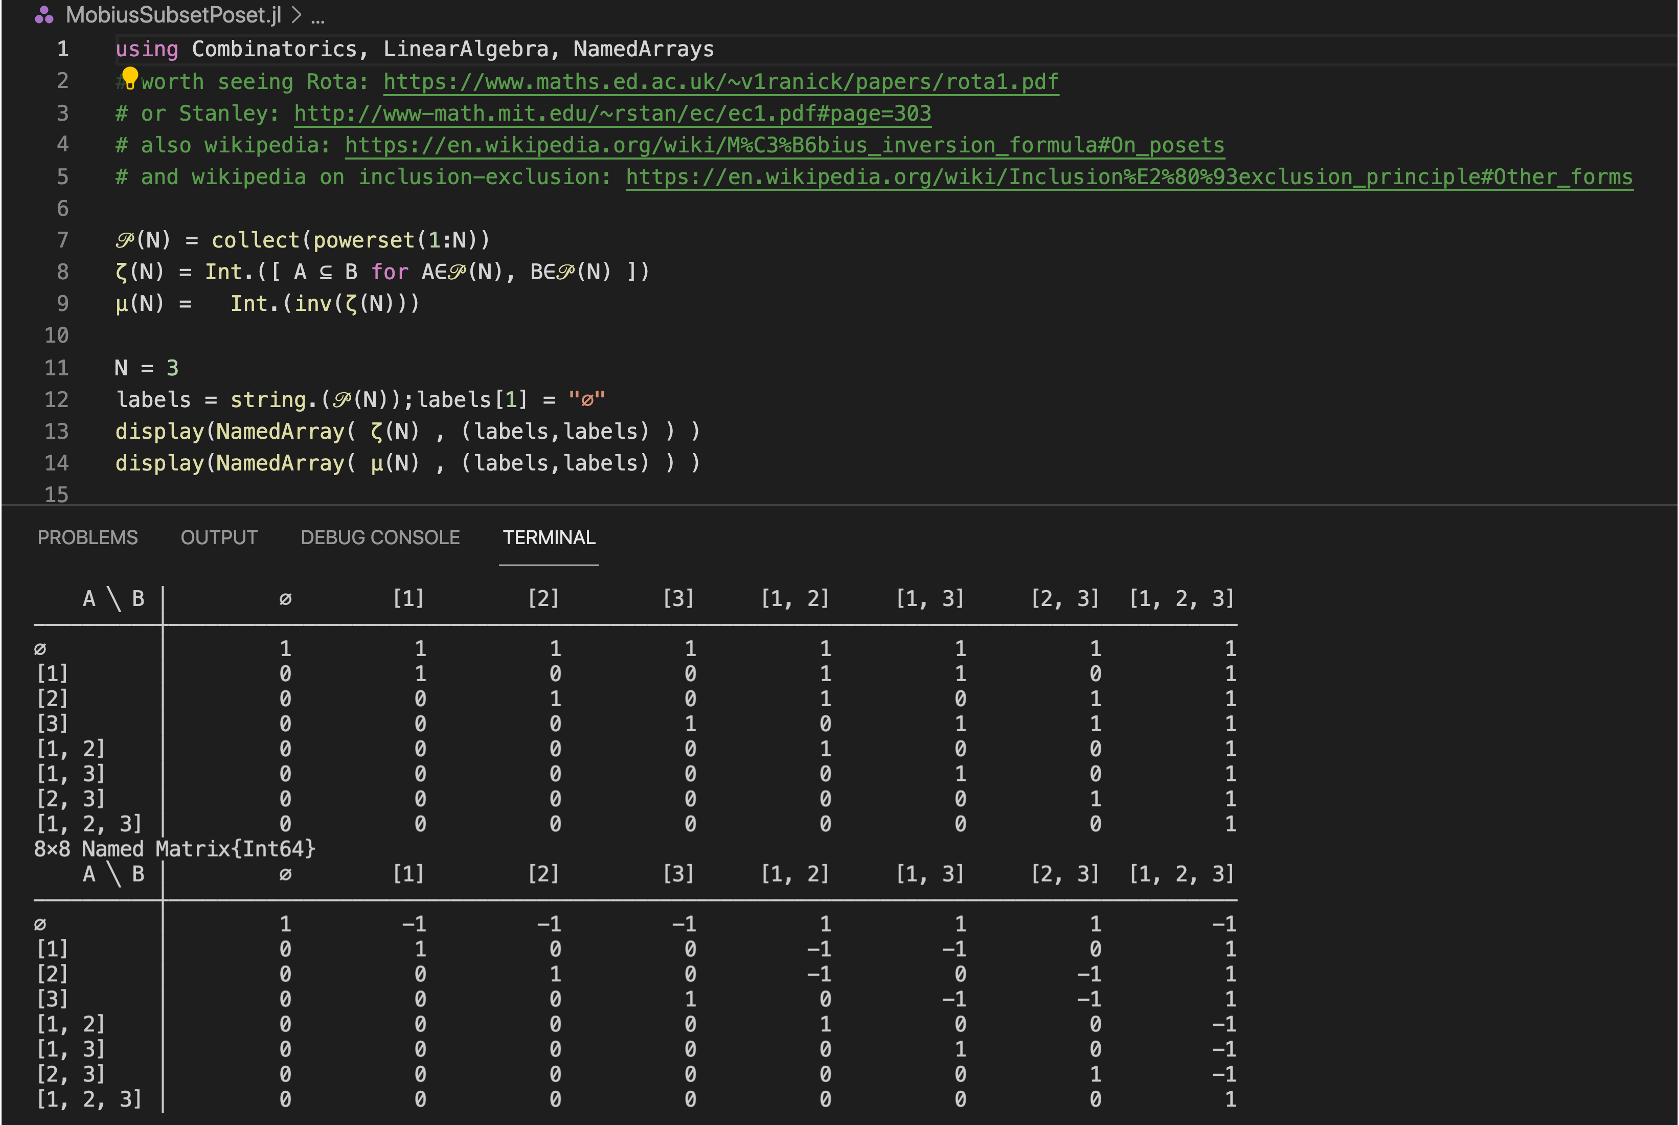 MobiusSubsetPoset.jl > ...
1 using Combinatorics, LinearAlgebra, NamedArrays
2 # worth seeing Rota: https://www.maths.ed.ac.uk/~v1ranick/papers/rota1.pdf
3 # or Stanley: http://www-math.mit.edu/~rstan/ec/ec1.pdf#page=303
4 # also wikipedia: https://en.wikipedia.org/wiki/M%C3%B6bius_inversion_formula#On_posets
5 # and wikipedia on inclusion-exclusion: https://en.wikipedia.org/wiki/Inclusion%E2%80%93exclusion_principle#Other_forms
6
7 𝒫(N) = collect(powerset(1:N))
8 ζ(N) = Int.([ A ⊆ B for A∈𝒫(N), B∈𝒫(N) ])
9 μ(N) =   Int.(inv(ζ(N)))
10
11 N = 3
12 labels = string.(𝒫(N));labels[1] = "∅"
13 display(NamedArray( ζ(N) , (labels,labels) ) )
14 display(NamedArray( μ(N) , (labels,labels) ) )
15
PROBLEMS OUTPUT DEBUG CONSOLE TERMINAL
A ╲ B │ ∅ [1] [2] [3] [1, 2] [1, 3] [2, 3] [1, 2, 3]
∅ │ 1 1 1 1 1 1 1 1
[1] │ 0 1 0 0 1 1 0 1
[2] │ 0 0 1 0 1 0 1 1
[3] │ 0 0 0 1 0 1 1 1
[1, 2] │ 0 0 0 0 1 0 0 1
[1, 3] │ 0 0 0 0 0 1 0 1
[2, 3] │ 0 0 0 0 0 0 1 1
[1, 2, 3] │ 0 0 0 0 0 0 0 1
8×8 Named Matrix{Int64}
A ╲ B │ ∅ [1] [2] [3] [1, 2] [1, 3] [2, 3] [1, 2, 3]
∅ │ 1 −1 −1 −1 1 1 1 −1
[1] │ 0 1 0 0 −1 −1 0 1
[2] │ 0 0 1 0 −1 0 −1 1
[3] │ 0 0 0 1 0 −1 −1 1
[1, 2] │ 0 0 0 0 1 0 0 −1
[1, 3] │ 0 0 0 0 0 1 0 −1
[2, 3] │ 0 0 0 0 0 0 1 −1
[1, 2, 3] │ 0 0 0 0 0 0 0 1